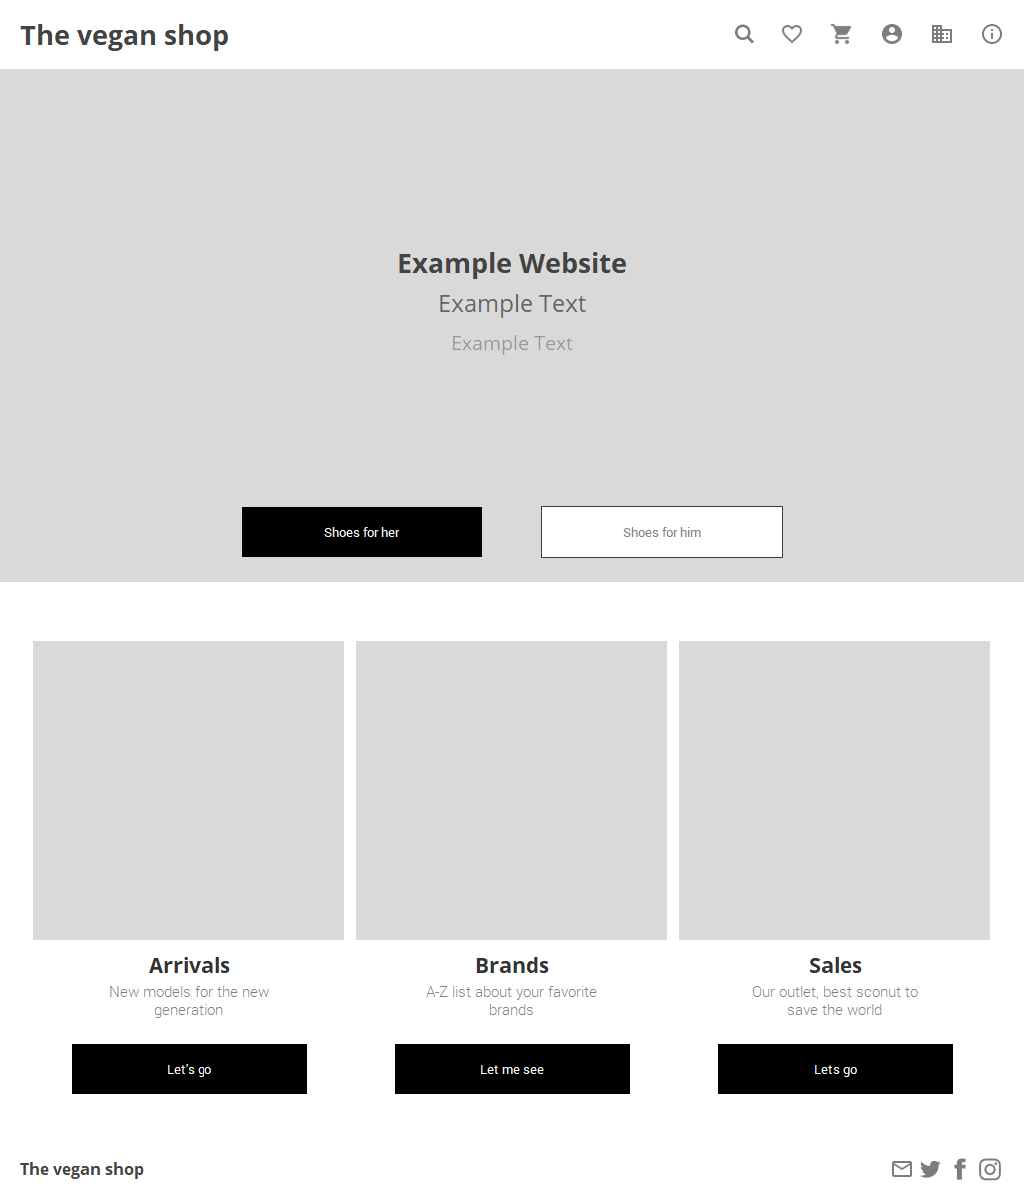 The vegan shop
Example Website
Example Text
Example Text
Shoes for her
Shoes for him
Arrivals
New models for the new
generation
Let's go
Brands
A-Z list about your favorite
brands
Let me see
Sales
Our outlet, best sconut to
save the world
Lets go
The vegan shop